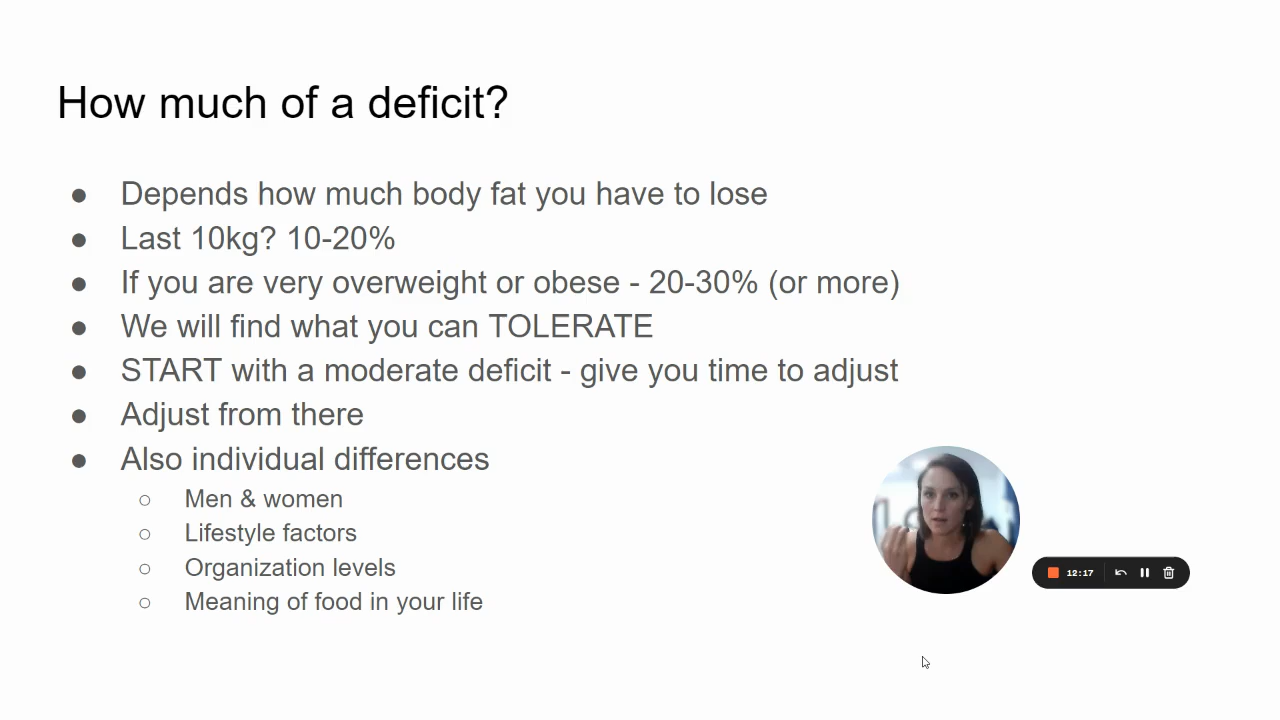 How much of a deficit?
● Depends how much body fat you have to lose
● Last 10kg? 10-20%
● If you are very overweight or obese - 20-30% (or more)
● We will find what you can TOLERATE
● START with a moderate deficit - give you time to adjust
● Adjust from there
● Also individual differences
○ Men & women
○ Lifestyle factors
○ Organization levels
○ Meaning of food in your life
12:17